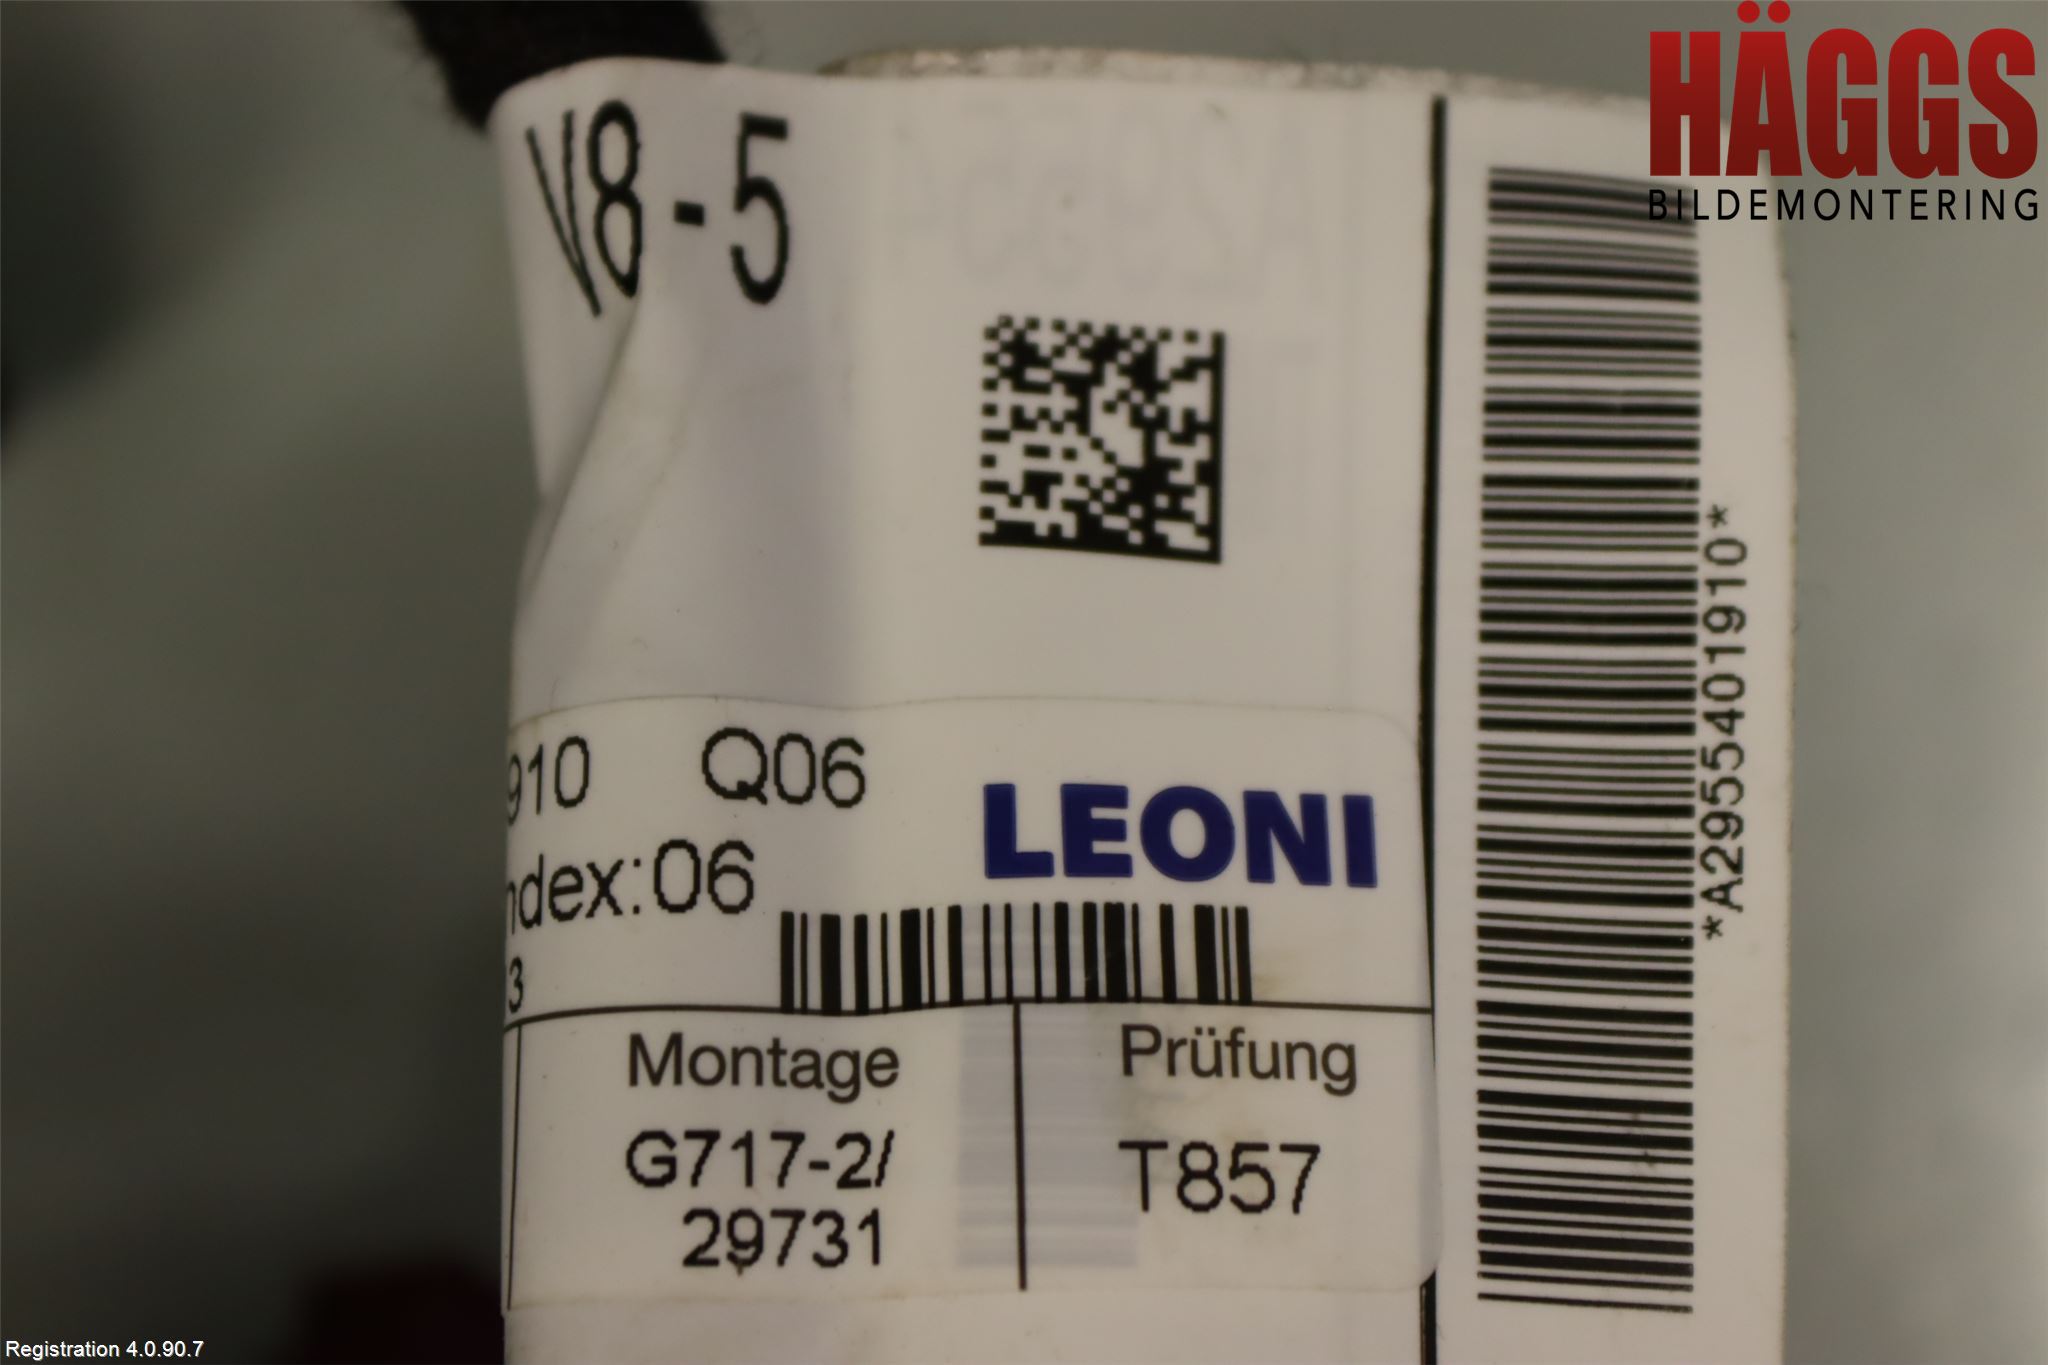 HÄGGS
BILDEMONTERING
V8-5
*A2955401910*
910 Q06
LEONI
ndex:06
3
Montage
Prüfung
G717-2/
29731
T857
Registration 4.0.90.7